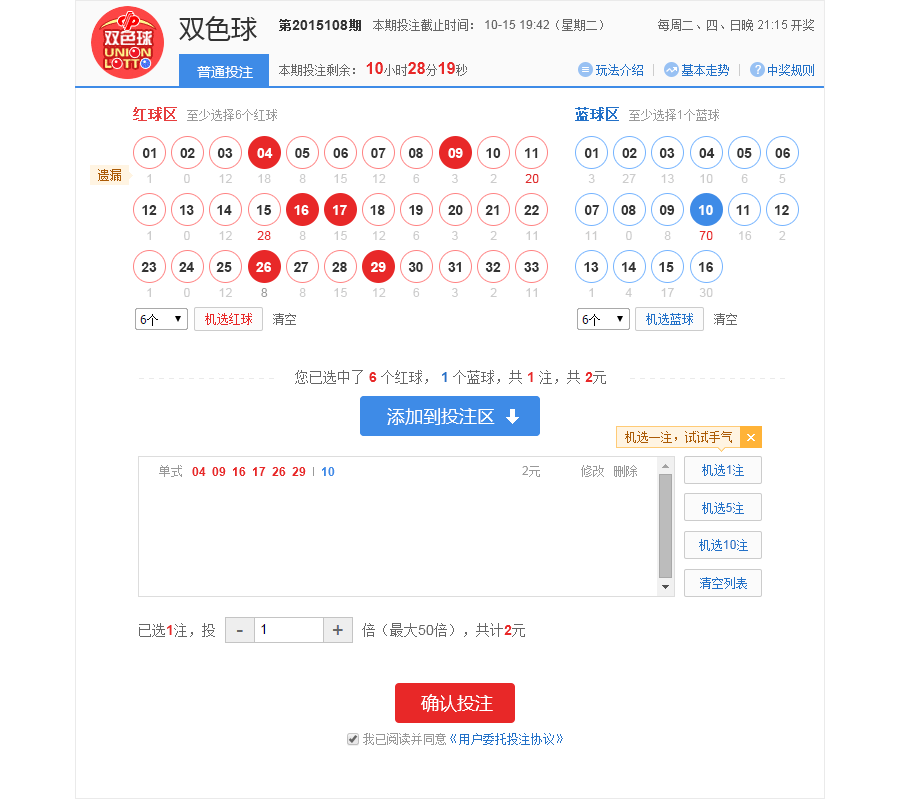 双色球
UNION
LOTTO
双色球 第2015108期 本期投注截止时间： 10-15 19:42（星期二） 每周二、四、日晚 21:15 开奖
普通投注 本期投注剩余： 10小时28分19秒 玩法介绍 基本走势 ? 中奖规则
红球区 至少选择6个红球
01 02 03 04 05 06 07 08 09 10 11
遗漏
1 0 12 18 8 15 12 6 3 2 20
12 13 14 15 16 17 18 19 20 21 22
1 0 12 28 8 15 12 6 3 2 11
23 24 25 26 27 28 29 30 31 32 33
1 0 12 8 8 15 12 6 3 2 11
6个 ▼ 机选红球 清空
蓝球区 至少选择1个蓝球
01 02 03 04 05 06
3 27 13 10 6 5
07 08 09 10 11 12
11 0 8 70 16 2
13 14 15 16
1 4 17 30
6个 ▼ 机选蓝球 清空
您已选中了 6 个红球， 1 个蓝球，共 1 注，共 2元
添加到投注区
机选一注，试试手气 ×
单式 04 09 16 17 26 29 | 10 2元 修改 删除
机选1注
机选5注
机选10注
清空列表
已选1注，投 - 1 + 倍（最大50倍），共计2元
确认投注
我已阅读并同意《用户委托投注协议》